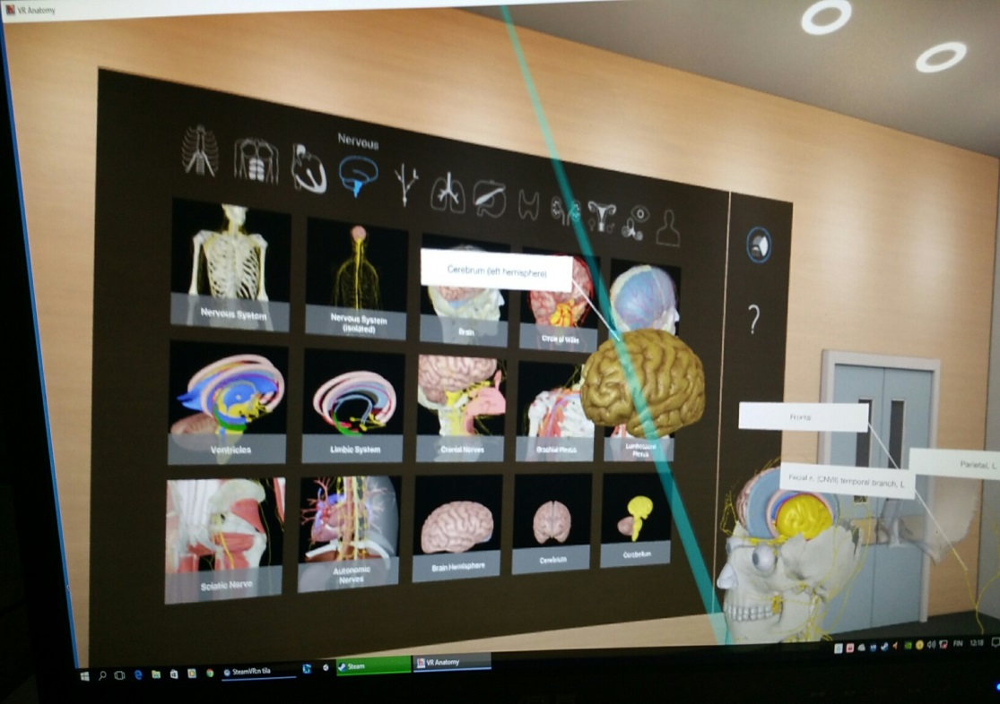 VR Anatomy
Nervous
Cerebrum (left hemisphere)
Nervous System
Nervous System
(isolated)
Brain
Circle of Willis
Frontal
Parietal, L
Facial n. (CNVII) temporal branch, L
Ventricles
Limbic System
Cranial Nerves
Brachial Plexus
Lumbosacral
Plexus
?
Sciatic Nerve
Autonomic
Nerves
Brain Hemisphere
Cerebrum
Cerebellum
SteamVR:n tila
Steam
VR Anatomy
FIN
12:18